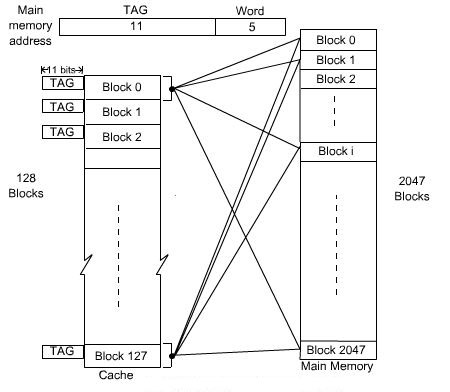 Main memory address
TAG
Word
11
5
11 bits
TAG
Block 0
TAG
Block 1
TAG
Block 2
128 Blocks
TAG
Block 127
Cache
Block 0
Block 1
Block 2
Block i
2047 Blocks
Block 2047
Main Memory